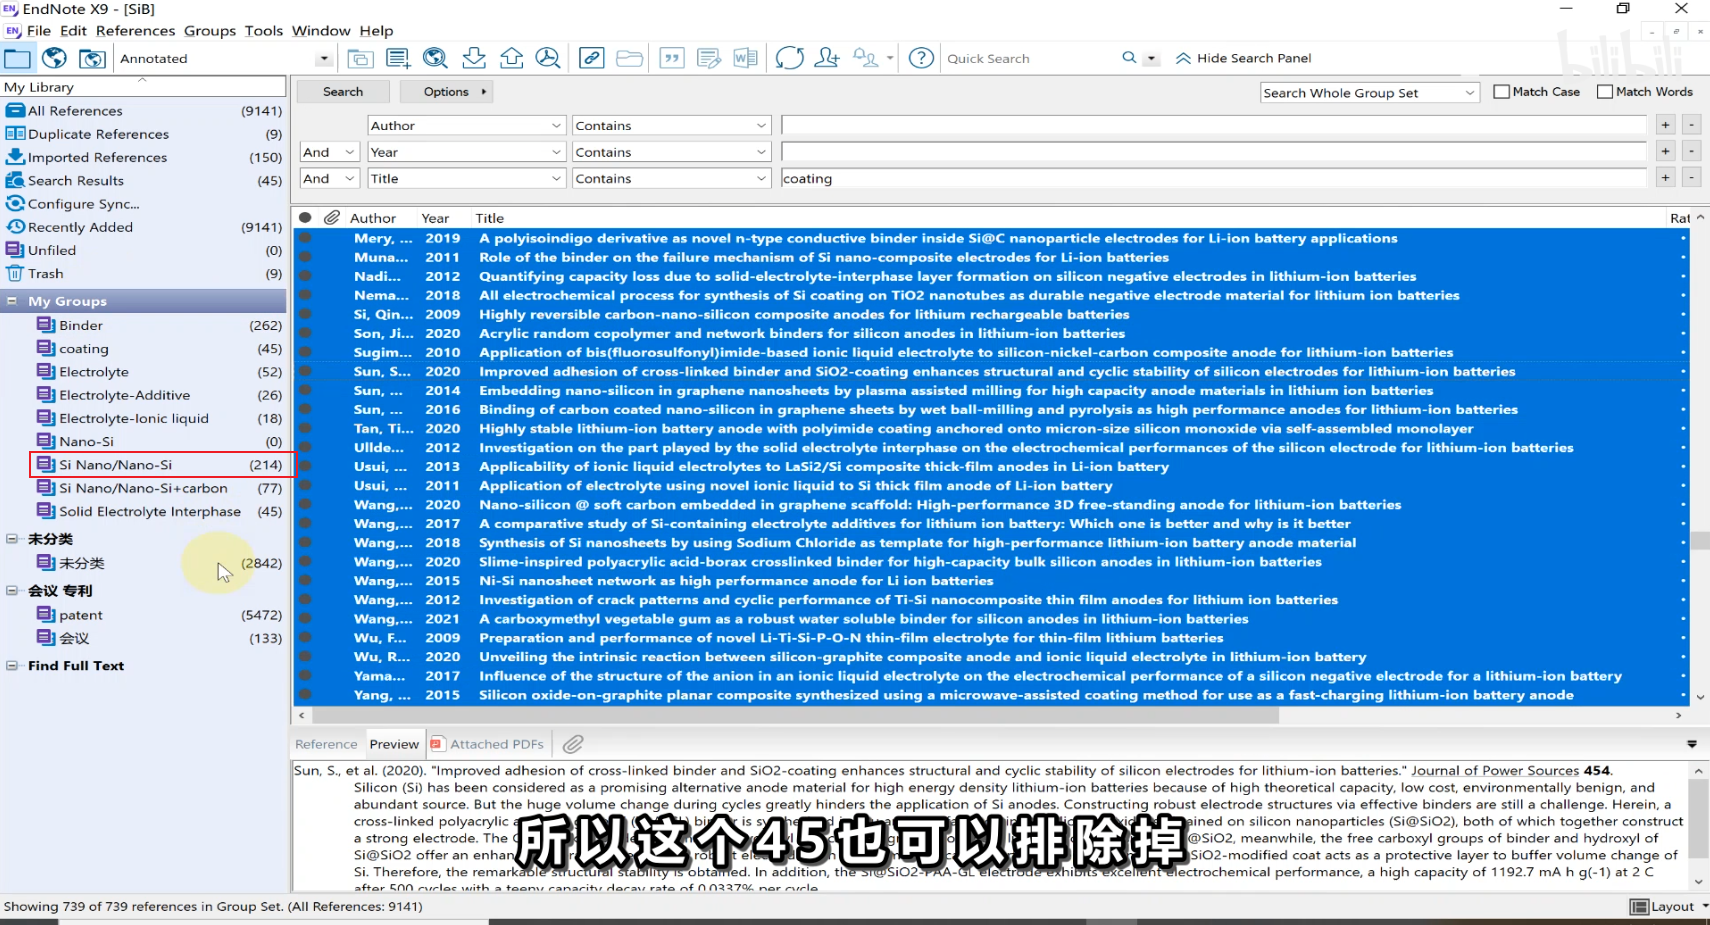 EndNote X9 - [SiB]
File Edit References Groups Tools Window Help
Annotated
Quick Search
Hide Search Panel
bilibili
My Library
All References (9141)
Duplicate References (9)
Imported References (150)
Search Results (45)
Configure Sync...
Recently Added (9141)
Unfiled (0)
Trash (9)
My Groups
Binder (262)
coating (45)
Electrolyte (52)
Electrolyte-Additive (26)
Electrolyte-Ionic liquid (18)
Nano-Si (0)
Si Nano/Nano-Si (214)
Si Nano/Nano-Si+carbon (77)
Solid Electrolyte Interphase (45)
未分类
未分类 (2842)
会议 专利
patent (5472)
会议 (133)
Find Full Text
Search Options Search Whole Group Set Match Case Match Words
Author Contains + -
And Year Contains + -
And Title Contains coating + -
Author Year Title Rat
Mery, ... 2019 A polyisoindigo derivative as novel n-type conductive binder inside Si@C nanoparticle electrodes for Li-ion battery applications
Muna... 2011 Role of the binder on the failure mechanism of Si nano-composite electrodes for Li-ion batteries
Nadi... 2012 Quantifying capacity loss due to solid-electrolyte-interphase layer formation on silicon negative electrodes in lithium-ion batteries
Nema... 2018 All electrochemical process for synthesis of Si coating on TiO2 nanotubes as durable negative electrode material for lithium ion batteries
Si, Qin... 2009 Highly reversible carbon-nano-silicon composite anodes for lithium rechargeable batteries
Son, Ji... 2020 Acrylic random copolymer and network binders for silicon anodes in lithium-ion batteries
Sugim... 2010 Application of bis(fluorosulfonyl)imide-based ionic liquid electrolyte to silicon-nickel-carbon composite anode for lithium-ion batteries
Sun, S... 2020 Improved adhesion of cross-linked binder and SiO2-coating enhances structural and cyclic stability of silicon electrodes for lithium-ion batteries
Sun, ... 2014 Embedding nano-silicon in graphene nanosheets by plasma assisted milling for high capacity anode materials in lithium ion batteries
Sun, ... 2016 Binding of carbon coated nano-silicon in graphene sheets by wet ball-milling and pyrolysis as high performance anodes for lithium-ion batteries
Tan, Ti... 2020 Highly stable lithium-ion battery anode with polyimide coating anchored onto micron-size silicon monoxide via self-assembled monolayer
Ullde... 2012 Investigation on the part played by the solid electrolyte interphase on the electrochemical performances of the silicon electrode for lithium-ion batteries
Usui, ... 2013 Applicability of ionic liquid electrolytes to LaSi2/Si composite thick-film anodes in Li-ion battery
Usui, ... 2011 Application of electrolyte using novel ionic liquid to Si thick film anode of Li-ion battery
Wang,... 2020 Nano-silicon @ soft carbon embedded in graphene scaffold: High-performance 3D free-standing anode for lithium-ion batteries
Wang,... 2017 A comparative study of Si-containing electrolyte additives for lithium ion battery: Which one is better and why is it better
Wang,... 2018 Synthesis of Si nanosheets by using Sodium Chloride as template for high-performance lithium-ion battery anode material
Wang,... 2020 Slime-inspired polyacrylic acid-borax crosslinked binder for high-capacity bulk silicon anodes in lithium-ion batteries
Wang,... 2015 Ni-Si nanosheet network as high performance anode for Li ion batteries
Wang,... 2012 Investigation of crack patterns and cyclic performance of Ti-Si nanocomposite thin film anodes for lithium ion batteries
Wang,... 2021 A carboxymethyl vegetable gum as a robust water soluble binder for silicon anodes in lithium-ion batteries
Wu, F... 2009 Preparation and performance of novel Li-Ti-Si-P-O-N thin-film electrolyte for thin-film lithium batteries
Wu, R... 2020 Unveiling the intrinsic reaction between silicon-graphite composite anode and ionic liquid electrolyte in lithium-ion battery
Yama... 2017 Influence of the structure of the anion in an ionic liquid electrolyte on the electrochemical performance of a silicon negative electrode for a lithium-ion battery
Yang, ... 2015 Silicon oxide-on-graphite planar composite synthesized using a microwave-assisted coating method for use as a fast-charging lithium-ion battery anode
Reference Preview Attached PDFs
Sun, S., et al. (2020). "Improved adhesion of cross-linked binder and SiO2-coating enhances structural and cyclic stability of silicon electrodes for lithium-ion batteries." Journal of Power Sources 454.
Silicon (Si) has been considered as a promising alternative anode material for high energy density lithium-ion batteries because of high theoretical capacity, low cost, environmentally benign, and
abundant source. But the huge volume change during cycles greatly hinders the application of Si anodes. Constructing robust electrode structures via effective binders are still a challenge. Herein, a
cross-linked polyacrylic binder is on silicon nanoparticles (Si@SiO2), both of which together construct
a strong electrode. The @SiO2, meanwhile, the free carboxyl groups of binder and hydroxyl of
Si@SiO2 offer an SiO2-modified coat acts as a protective layer to buffer volume change of
Si. Therefore, the remarkable structural stability is obtained. In addition, the Si@SiO2-PAA-GL electrode exhibits excellent electrochemical performance, a high capacity of 1192.7 mA h g(-1) at 2 C
after 500 cycles with a teeny capacity decay rate of 0.0337% per cycle.
所以这个45也可以排除掉
Showing 739 of 739 references in Group Set. (All References: 9141)
Layout